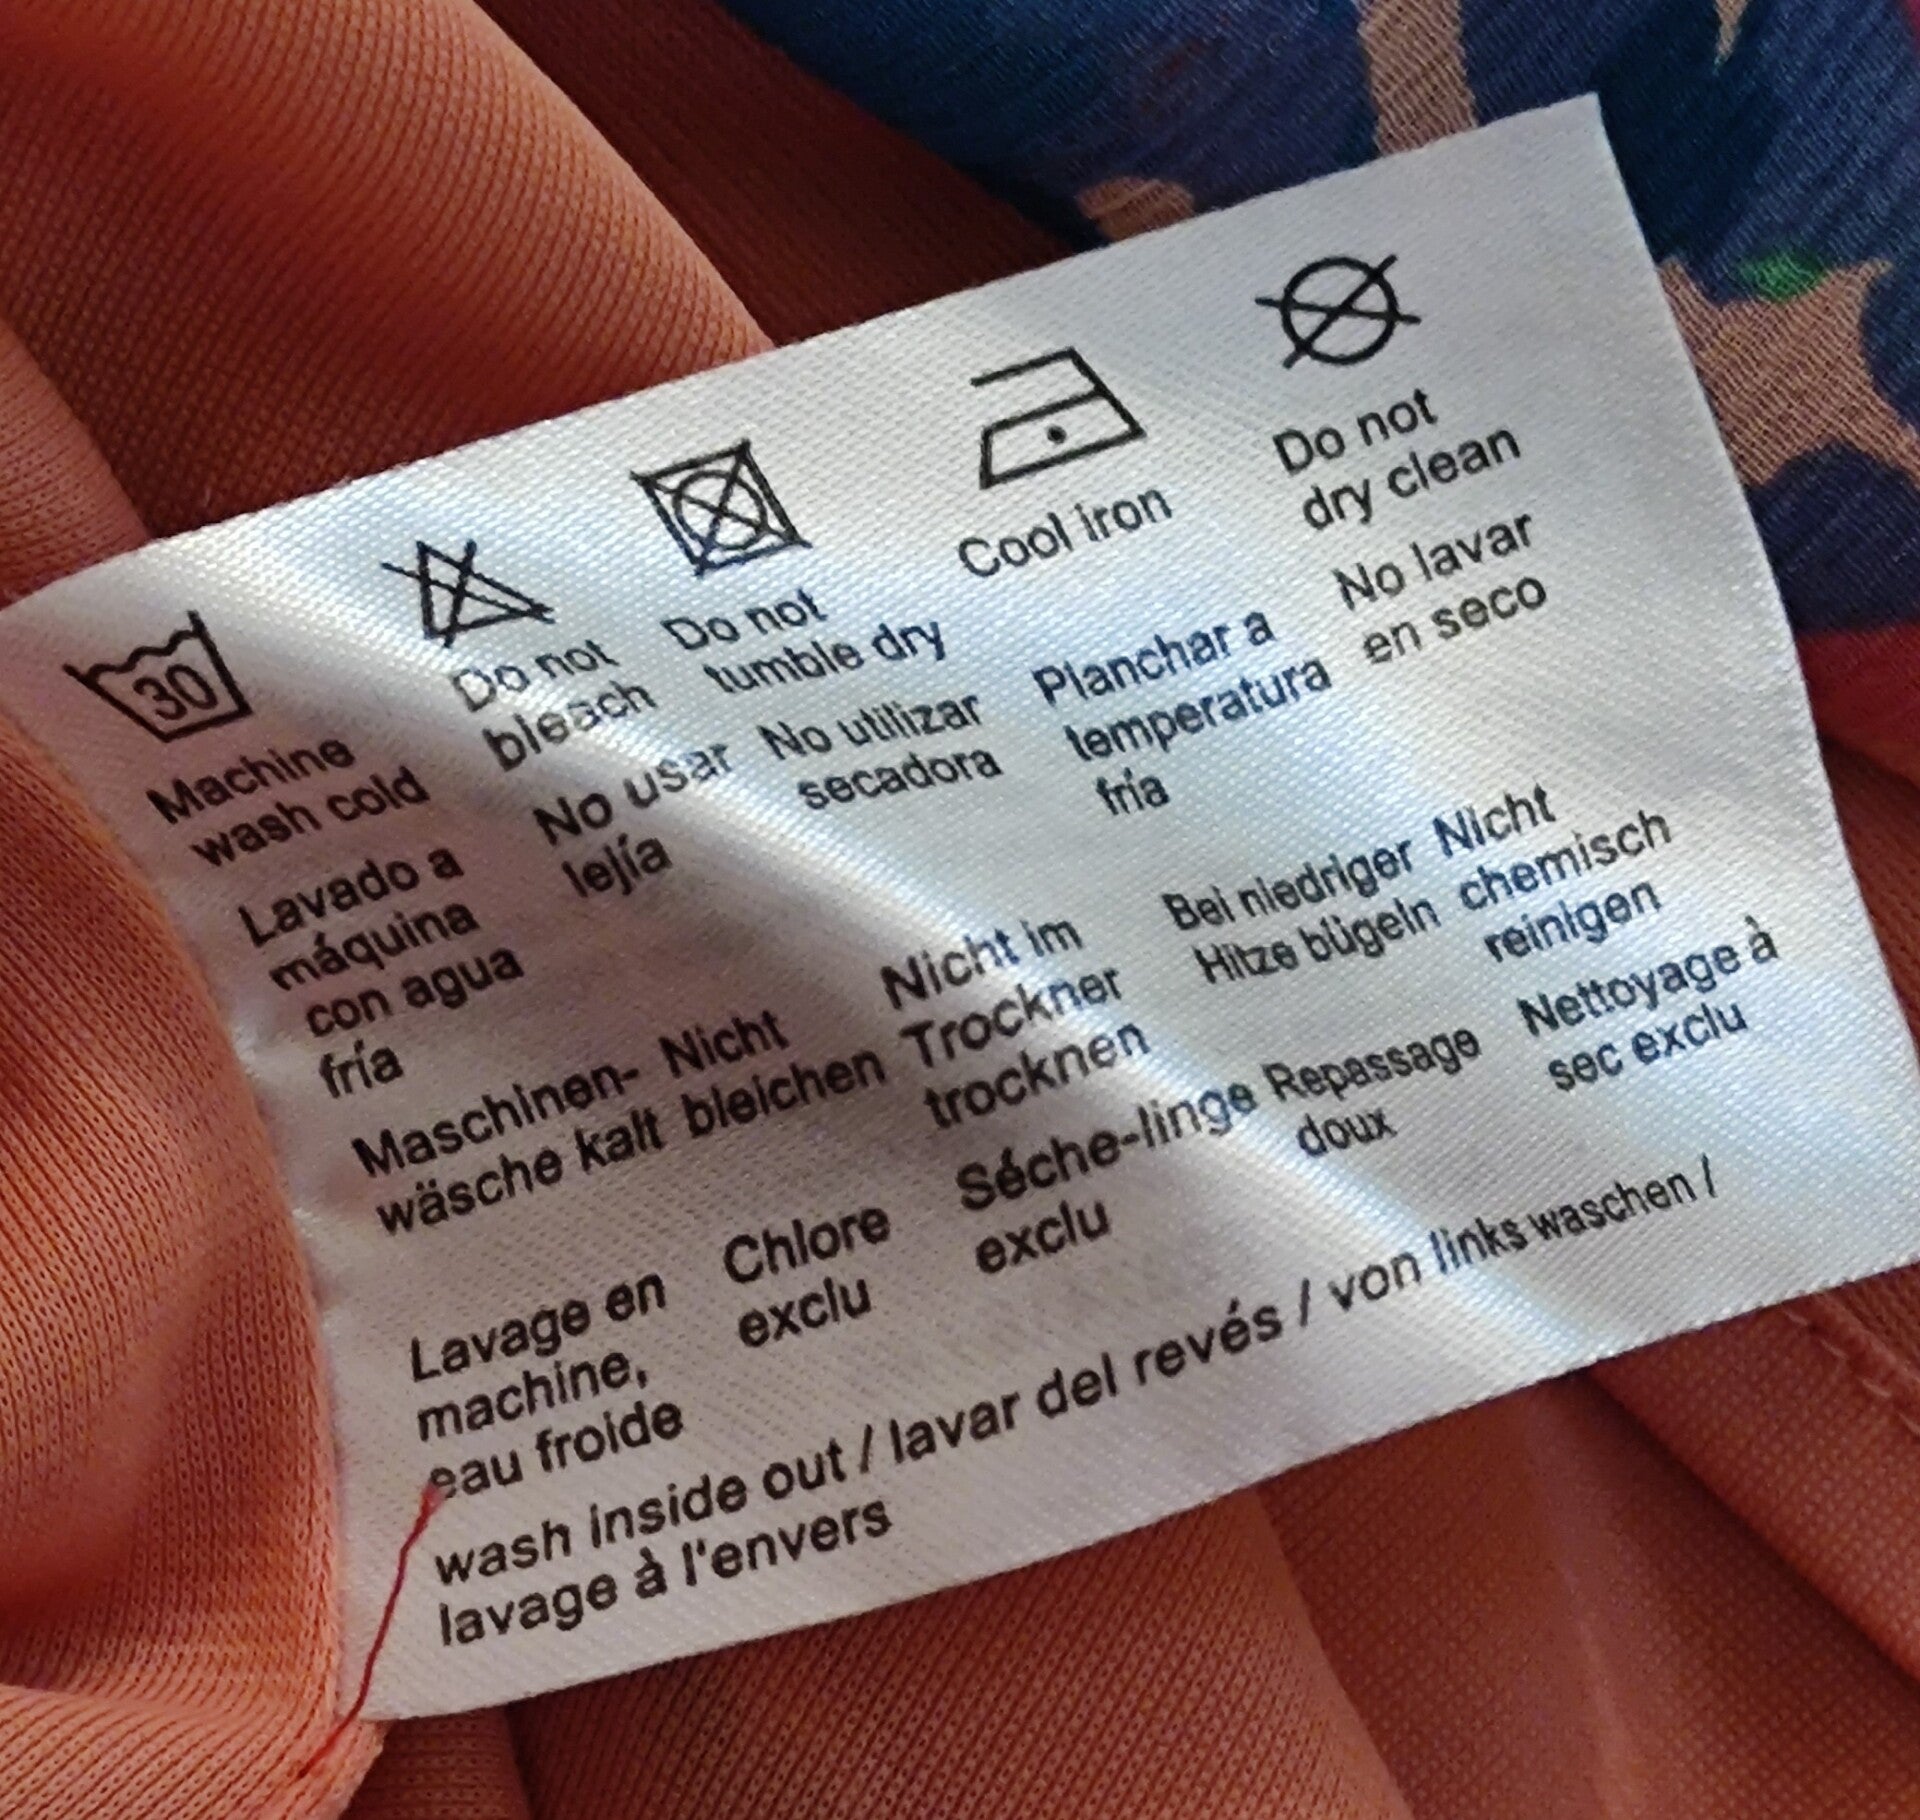 30
Machine
wash cold
Do not
bleach
Do not
tumble dry
Cool iron
Do not
dry clean
Lavado a
máquina
con agua
fría
No usar
lejía
No utilizar
secadora
Planchar a
temperatura
fría
No lavar
en seco
Maschinen-
wäsche kalt
Nicht
bleichen
Nicht im
Trockner
trocknen
Bei niedriger
Hitze bügeln
Nicht
chemisch
reinigen
Lavage en
machine,
eau froide
Chlore
exclu
Séche-linge
exclu
Repassage
doux
Nettoyage à
sec exclu
wash inside out / lavar del revés / von links waschen /
lavage à l'envers